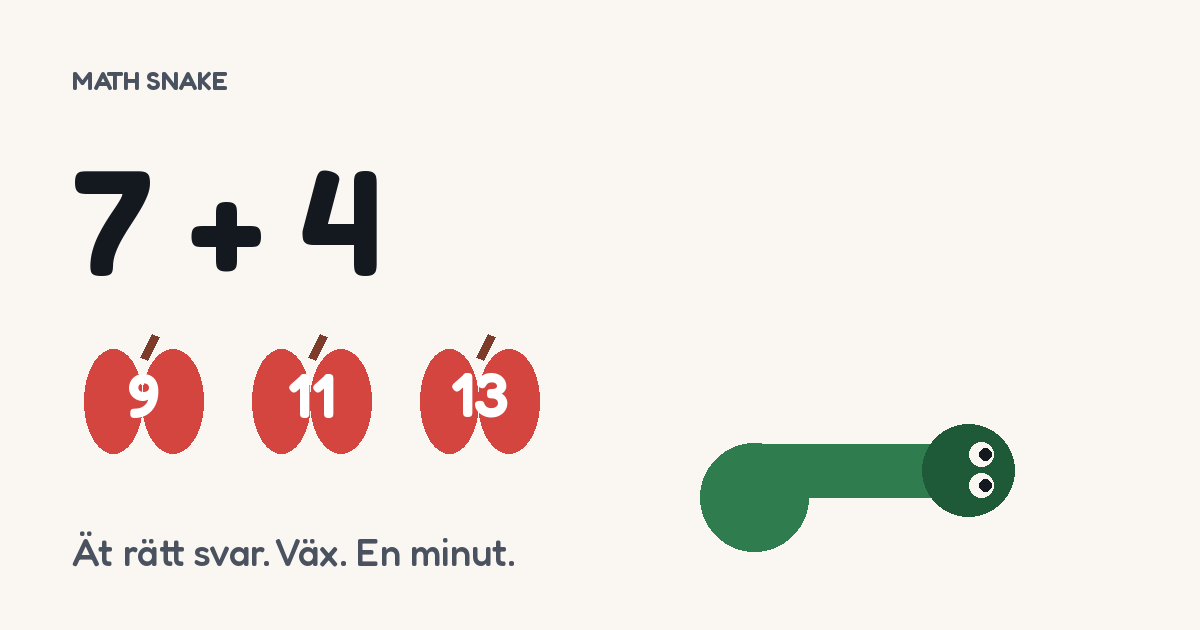 MATH SNAKE
7 + 4
9 11 13
Ät rätt svar. Väx. En minut.